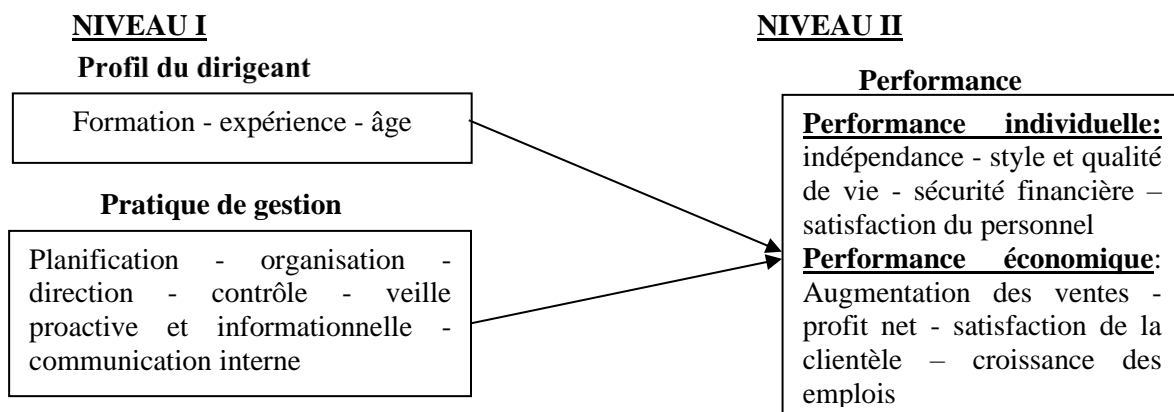 NIVEAU I
Profil du dirigeant
Formation - expérience - âge
Pratique de gestion
Planification - organisation -
direction - contrôle - veille
proactive et informationnelle -
communication interne
NIVEAU II
Performance
Performance individuelle:
indépendance - style et qualité
de vie - sécurité financière –
satisfaction du personnel
Performance économique:
Augmentation des ventes -
profit net - satisfaction de la
clientèle – croissance des
emplois